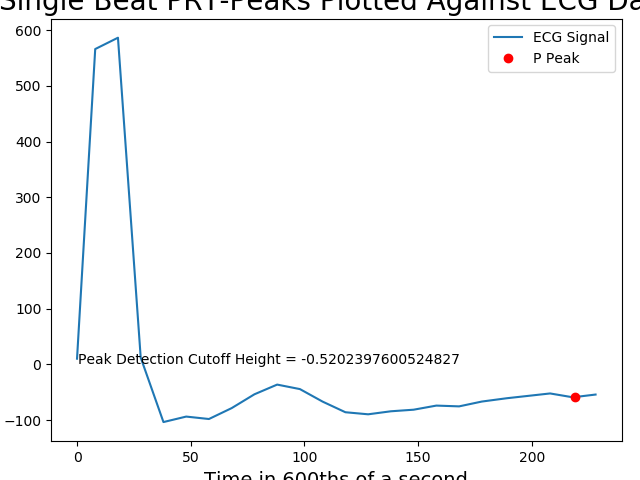 Single Beat PRT-Peaks Plotted Against ECG Da
600
500
400
300
200
100
0
−100
ECG Signal
P Peak
Peak Detection Cutoff Height = -0.5202397600524827
0 50 100 150 200
Time in 600ths of a second